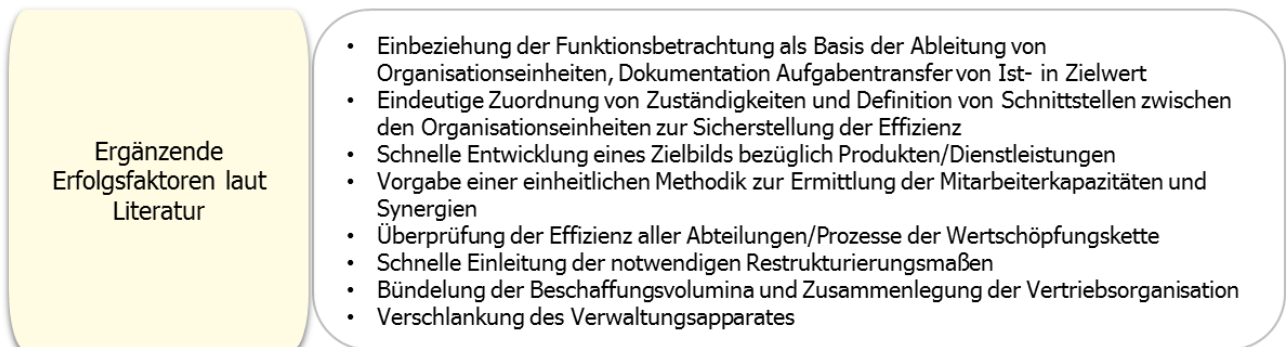 Ergänzende
Erfolgsfaktoren laut
Literatur
• Einbeziehung der Funktionsbetrachtung als Basis der Ableitung von
Organisationseinheiten, Dokumentation Aufgabentransfer von Ist- in Zielwert
• Eindeutige Zuordnung von Zuständigkeiten und Definition von Schnittstellen zwischen
den Organisationseinheiten zur Sicherstellung der Effizienz
• Schnelle Entwicklung eines Zielbilds bezüglich Produkten/Dienstleistungen
• Vorgabe einer einheitlichen Methodik zur Ermittlung der Mitarbeiterkapazitäten und
Synergien
• Überprüfung der Effizienz aller Abteilungen/Prozesse der Wertschöpfungskette
• Schnelle Einleitung der notwendigen Restrukturierungsmaßen
• Bündelung der Beschaffungsvolumina und Zusammenlegung der Vertriebsorganisation
• Verschlankung des Verwaltungsapparates